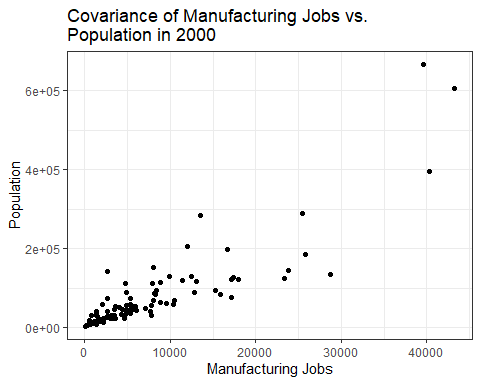 Covariance of Manufacturing Jobs vs.
Population in 2000
Population
6e+05
4e+05
2e+05
0e+00
0 10000 20000 30000 40000
Manufacturing Jobs